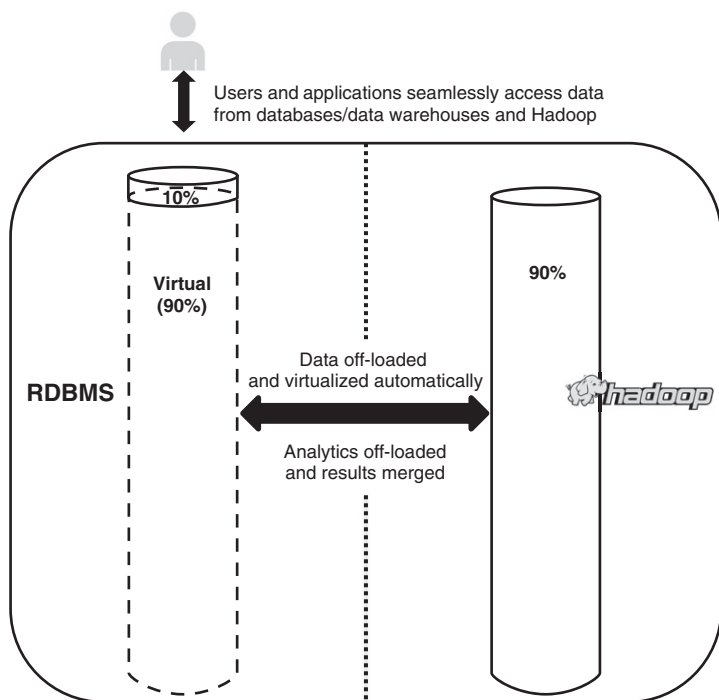 Users and applications seamlessly access data
from databases/data warehouses and Hadoop
10%
Virtual
(90%)
90%
RDBMS
Data off-loaded
and virtualized automatically
hadoop
Analytics off-loaded
and results merged